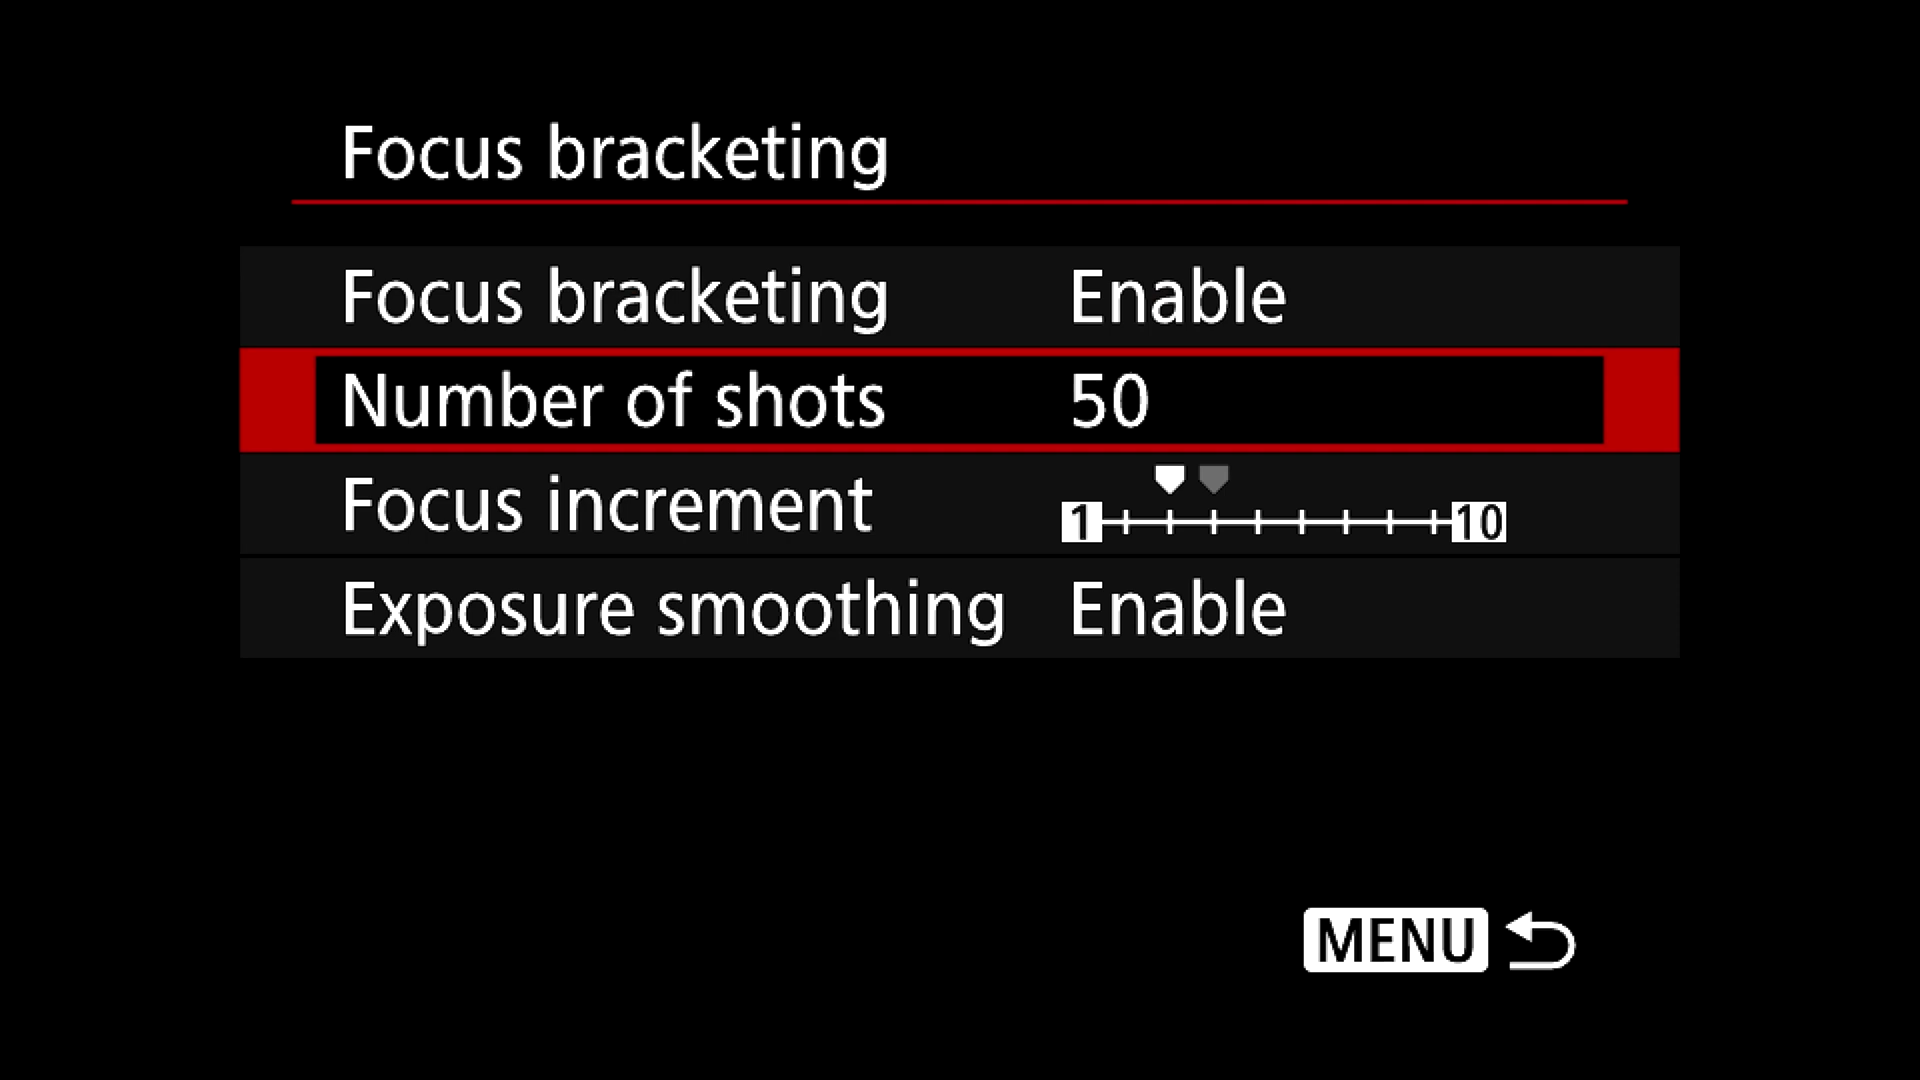 Focus bracketing
Focus bracketing Enable
Number of shots 50
Focus increment 1 10
Exposure smoothing Enable
MENU